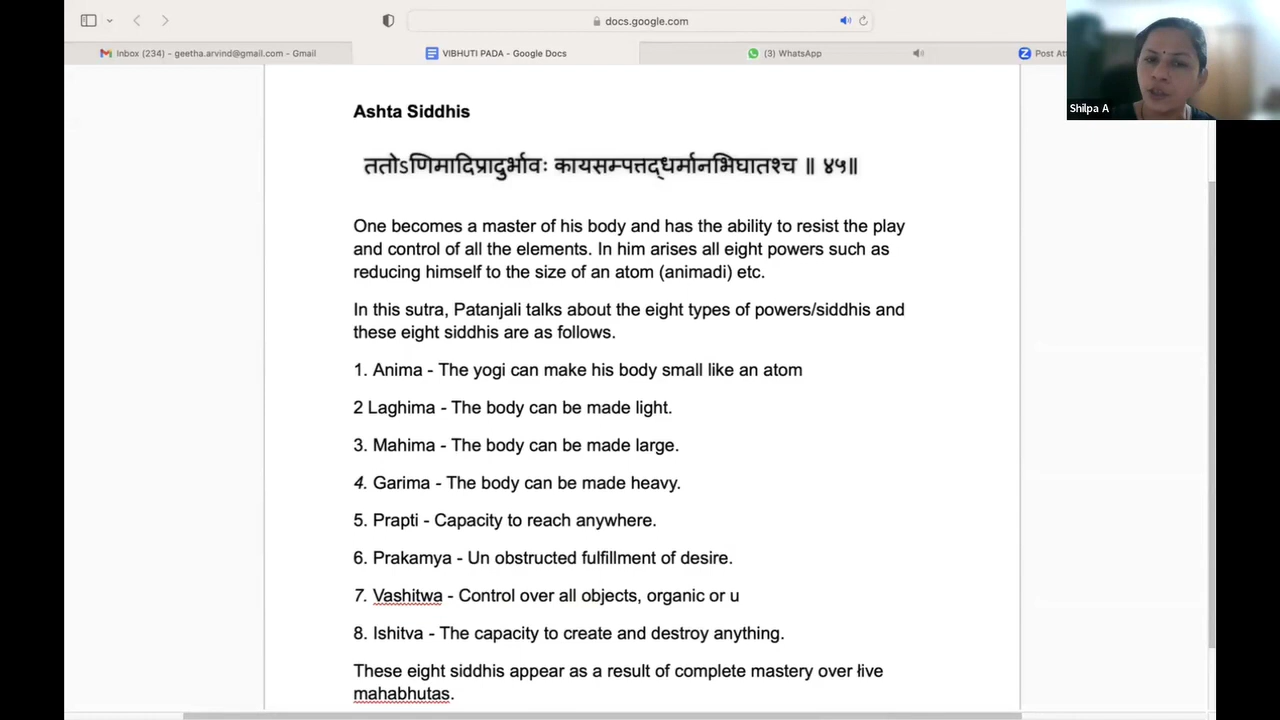 docs.google.com
Inbox (234) - geetha.arvind@gmail.com - Gmail
VIBHUTI PADA - Google Docs
(3) WhatsApp
Post At
Shilpa A
Ashta Siddhis
ततोऽणिमादिप्रादुर्भावः कायसम्पत्तद्धर्मानभिघातश्च ॥ ४५॥
One becomes a master of his body and has the ability to resist the play
and control of all the elements. In him arises all eight powers such as
reducing himself to the size of an atom (animadi) etc.
In this sutra, Patanjali talks about the eight types of powers/siddhis and
these eight siddhis are as follows.
1. Anima - The yogi can make his body small like an atom
2 Laghima - The body can be made light.
3. Mahima - The body can be made large.
4. Garima - The body can be made heavy.
5. Prapti - Capacity to reach anywhere.
6. Prakamya - Un obstructed fulfillment of desire.
7. Vashitwa - Control over all objects, organic or u
8. Ishitva - The capacity to create and destroy anything.
These eight siddhis appear as a result of complete mastery over łive
mahabhutas.